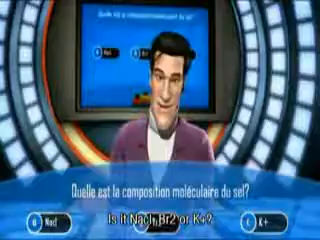 Quelle est la composition moléculaire du sel?
Is it Nacl, Br2 or K+?
A Nacl
C K+